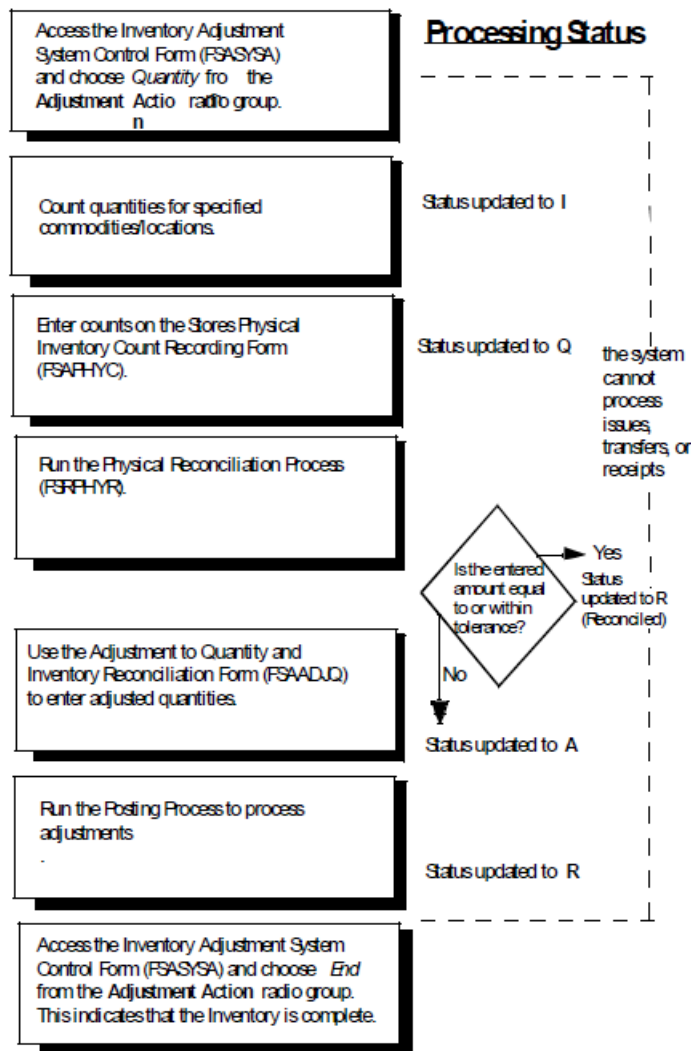 Access the Inventory Adjustment
System Control Form (FSASYSA)
and choose Quantity fro the
Adjustment Actio radio group.
n
Processing Status
Count quantities for specified
commodities/locations.
Status updated to I
Enter counts on the Stores Physical
Inventory Count Recording Form
(FSAPHYC).
Status updated to Q
the system
cannot
process
issues,
transfers, or
receipts
Run the Physical Reconciliation Process
(FSRPHYR).
Is the entered
amount equal
to or within
tolerance?
Yes
Status
updated to R
(Reconciled)
No
Use the Adjustment to Quantity and
Inventory Reconciliation Form (FSAADJQ)
to enter adjusted quantities.
Status updated to A
Run the Posting Process to process
adjustments
.
Status updated to R
Access the Inventory Adjustment System
Control Form (FSASYSA) and choose End
from the Adjustment Action radio group.
This indicates that the Inventory is complete.